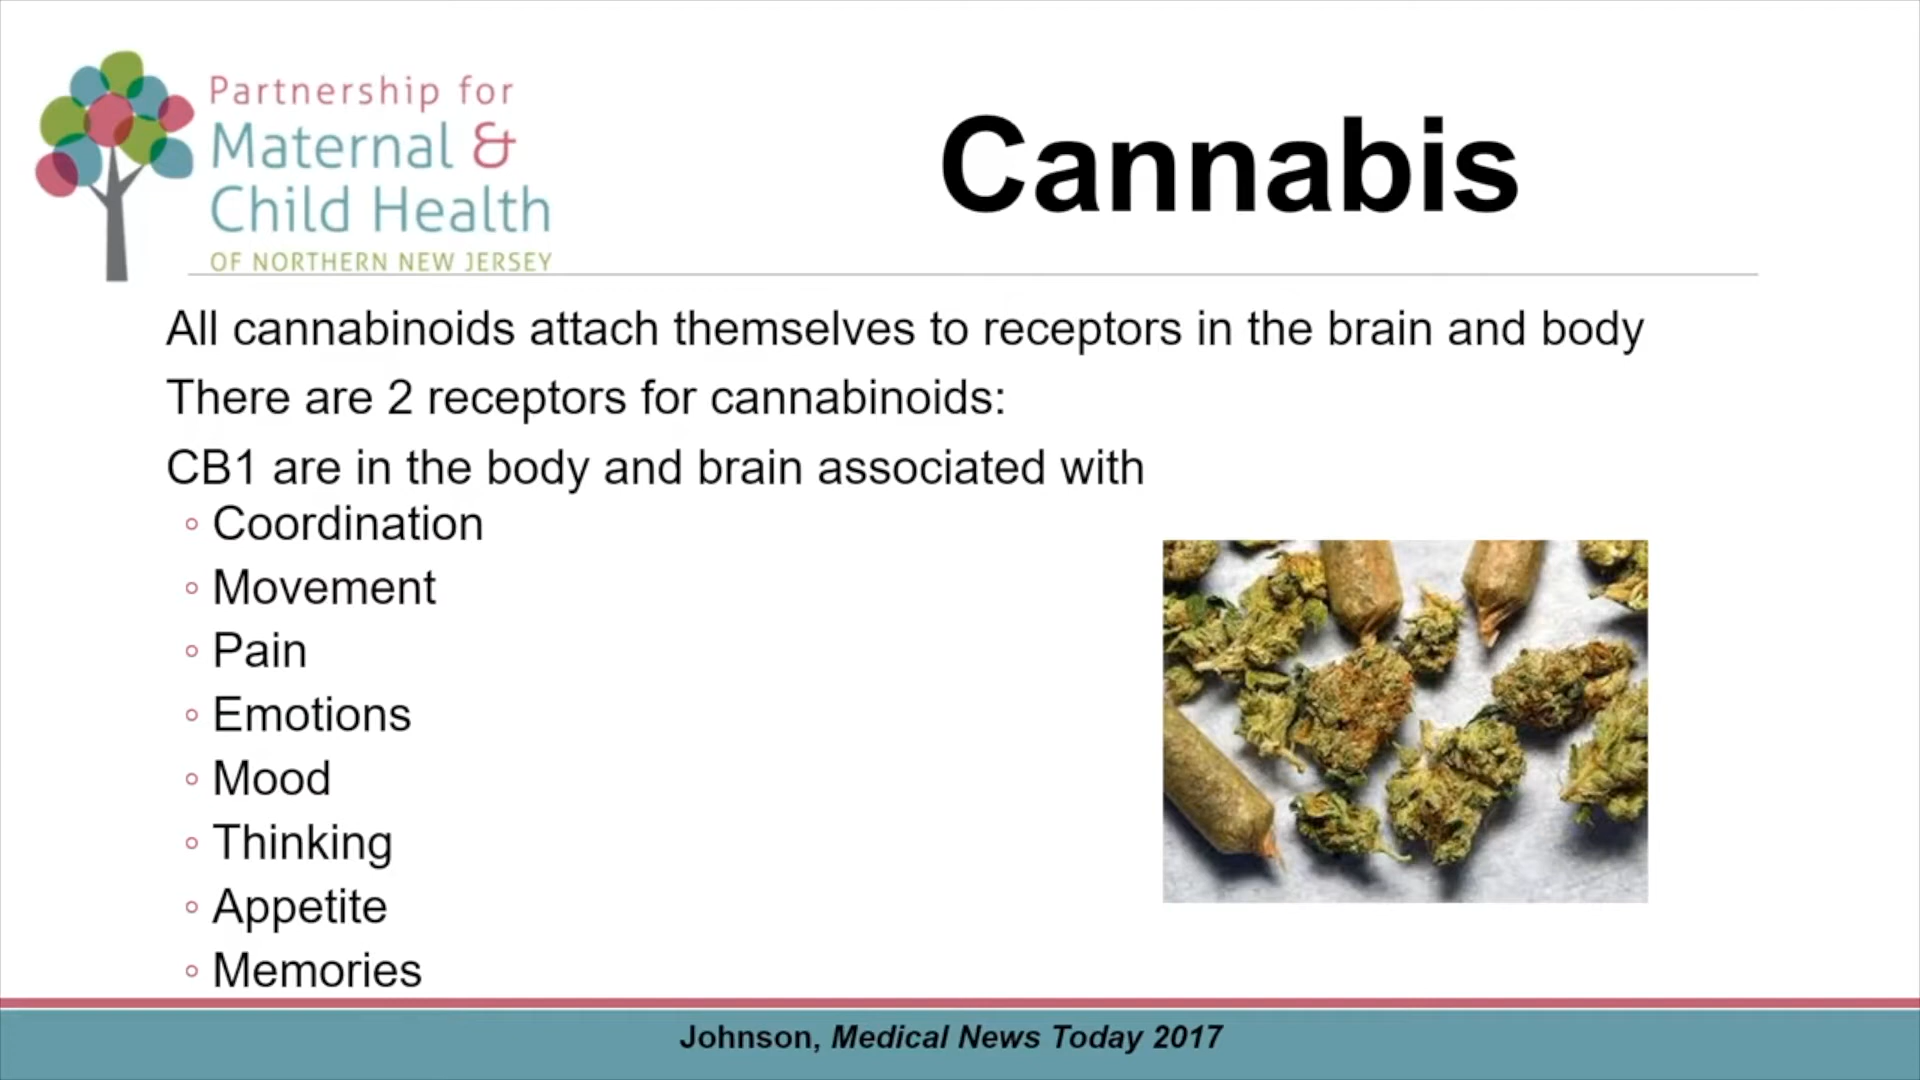 Partnership for
Maternal &
Child Health
OF NORTHERN NEW JERSEY
Cannabis
All cannabinoids attach themselves to receptors in the brain and body
There are 2 receptors for cannabinoids:
CB1 are in the body and brain associated with
◦ Coordination
◦ Movement
◦ Pain
◦ Emotions
◦ Mood
◦ Thinking
◦ Appetite
◦ Memories
Johnson, Medical News Today 2017